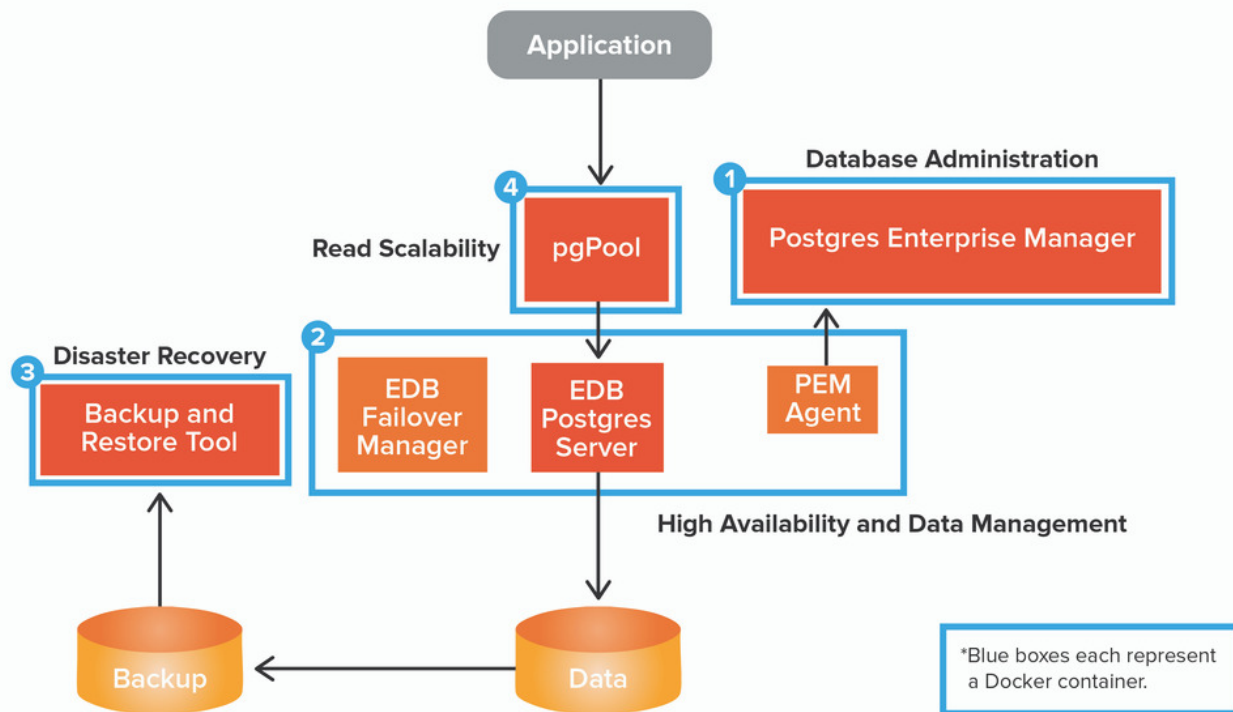 Application
Database Administration
4
1
pgPool
Postgres Enterprise Manager
Read Scalability
2
Disaster Recovery
3
Backup and
Restore Tool
EDB
Failover
Manager
EDB
Postgres
Server
PEM
Agent
High Availability and Data Management
Backup
Data
*Blue boxes each represent
a Docker container.